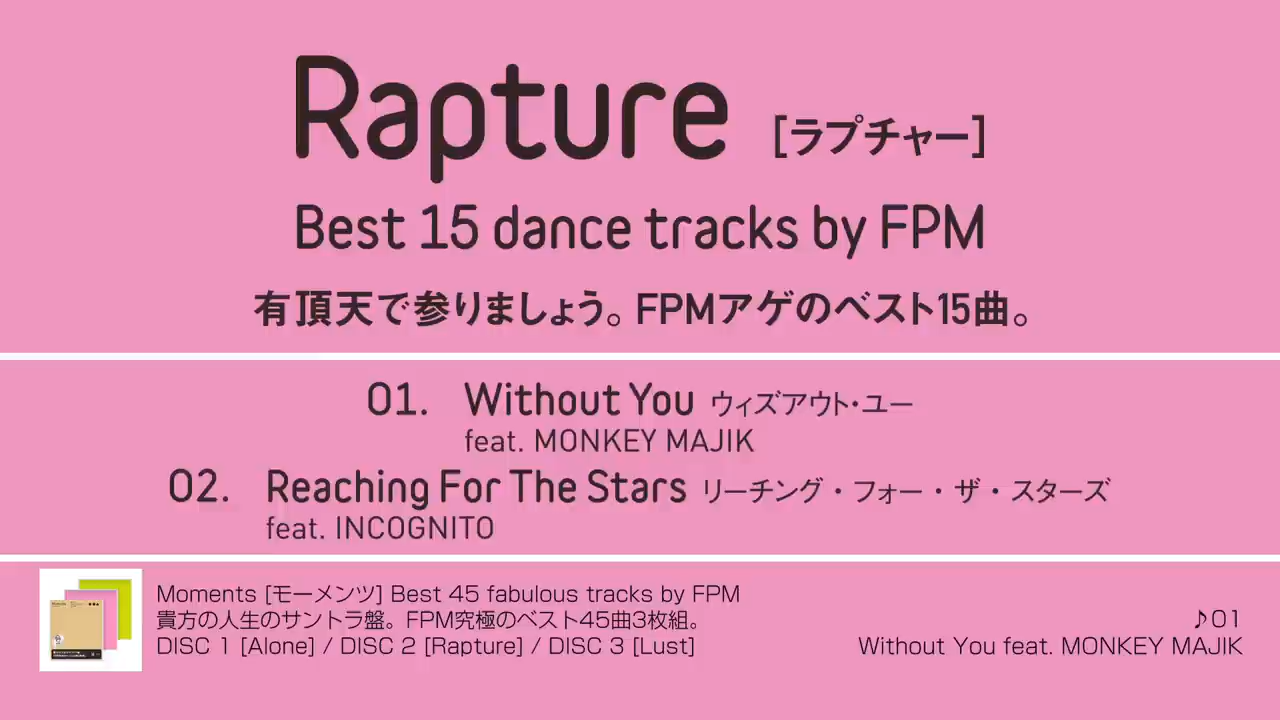 Rapture [ラプチャー]
Best 15 dance tracks by FPM
有頂天で参りましょう。FPMアゲのベスト15曲。
01. Without You ウィズアウト・ユー
feat. MONKEY MAJIK
02. Reaching For The Stars リーチング・フォー・ザ・スターズ
feat. INCOGNITO
Moments [モーメンツ] Best 45 fabulous tracks by FPM
貴方の人生のサントラ盤。FPM究極のベスト45曲3枚組。
DISC 1 [Alone] / DISC 2 [Rapture] / DISC 3 [Lust]
♪01
Without You feat. MONKEY MAJIK